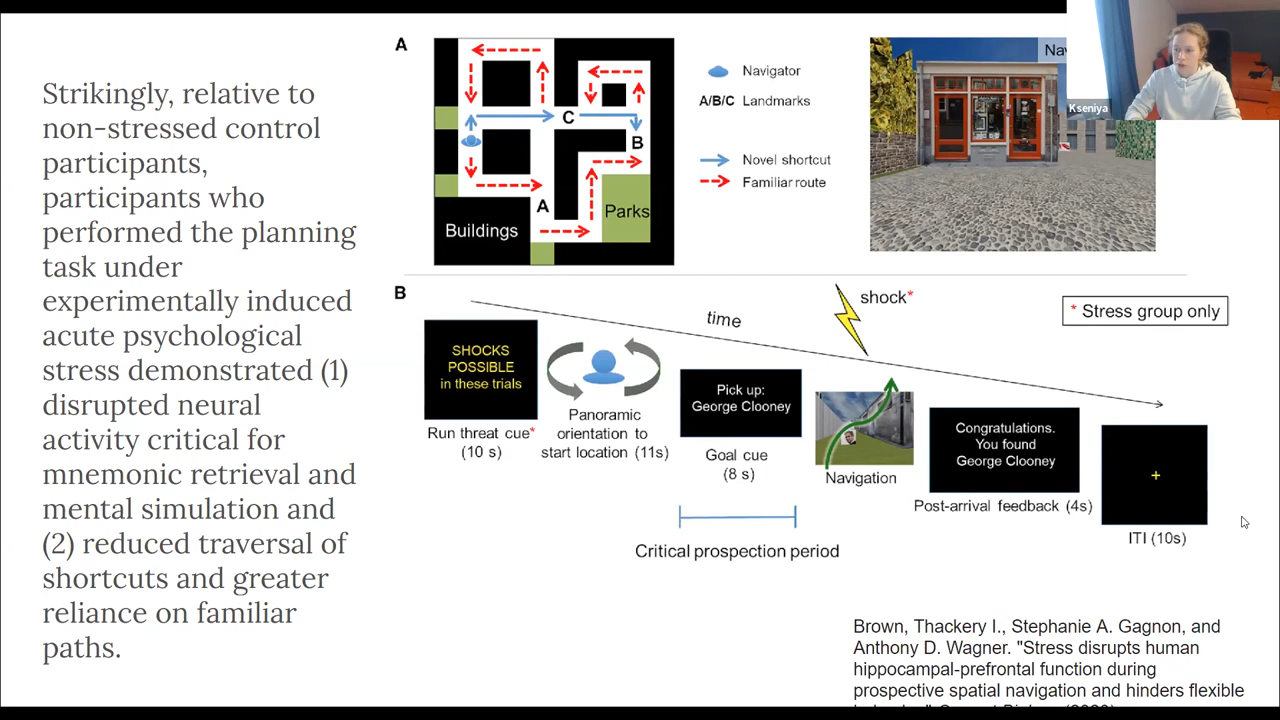 Strikingly, relative to
non-stressed control
participants,
participants who
performed the planning
task under
experimentally induced
acute psychological
stress demonstrated (1)
disrupted neural
activity critical for
mnemonic retrieval and
mental simulation and
(2) reduced traversal of
shortcuts and greater
reliance on familiar
paths.
A
C
B
A
Buildings
Parks
Navigator
A/B/C Landmarks
Novel shortcut
Familiar route
Kseniya
B
time
shock*
* Stress group only
SHOCKS
POSSIBLE
in these trials
Run threat cue*
(10 s)
Panoramic
orientation to
start location (11s)
Pick up:
George Clooney
Goal cue
(8 s)
Critical prospection period
Navigation
Congratulations.
You found
George Clooney
Post-arrival feedback (4s)
+
ITI (10s)
Brown, Thackery I., Stephanie A. Gagnon, and
Anthony D. Wagner. "Stress disrupts human
hippocampal-prefrontal function during
prospective spatial navigation and hinders flexible